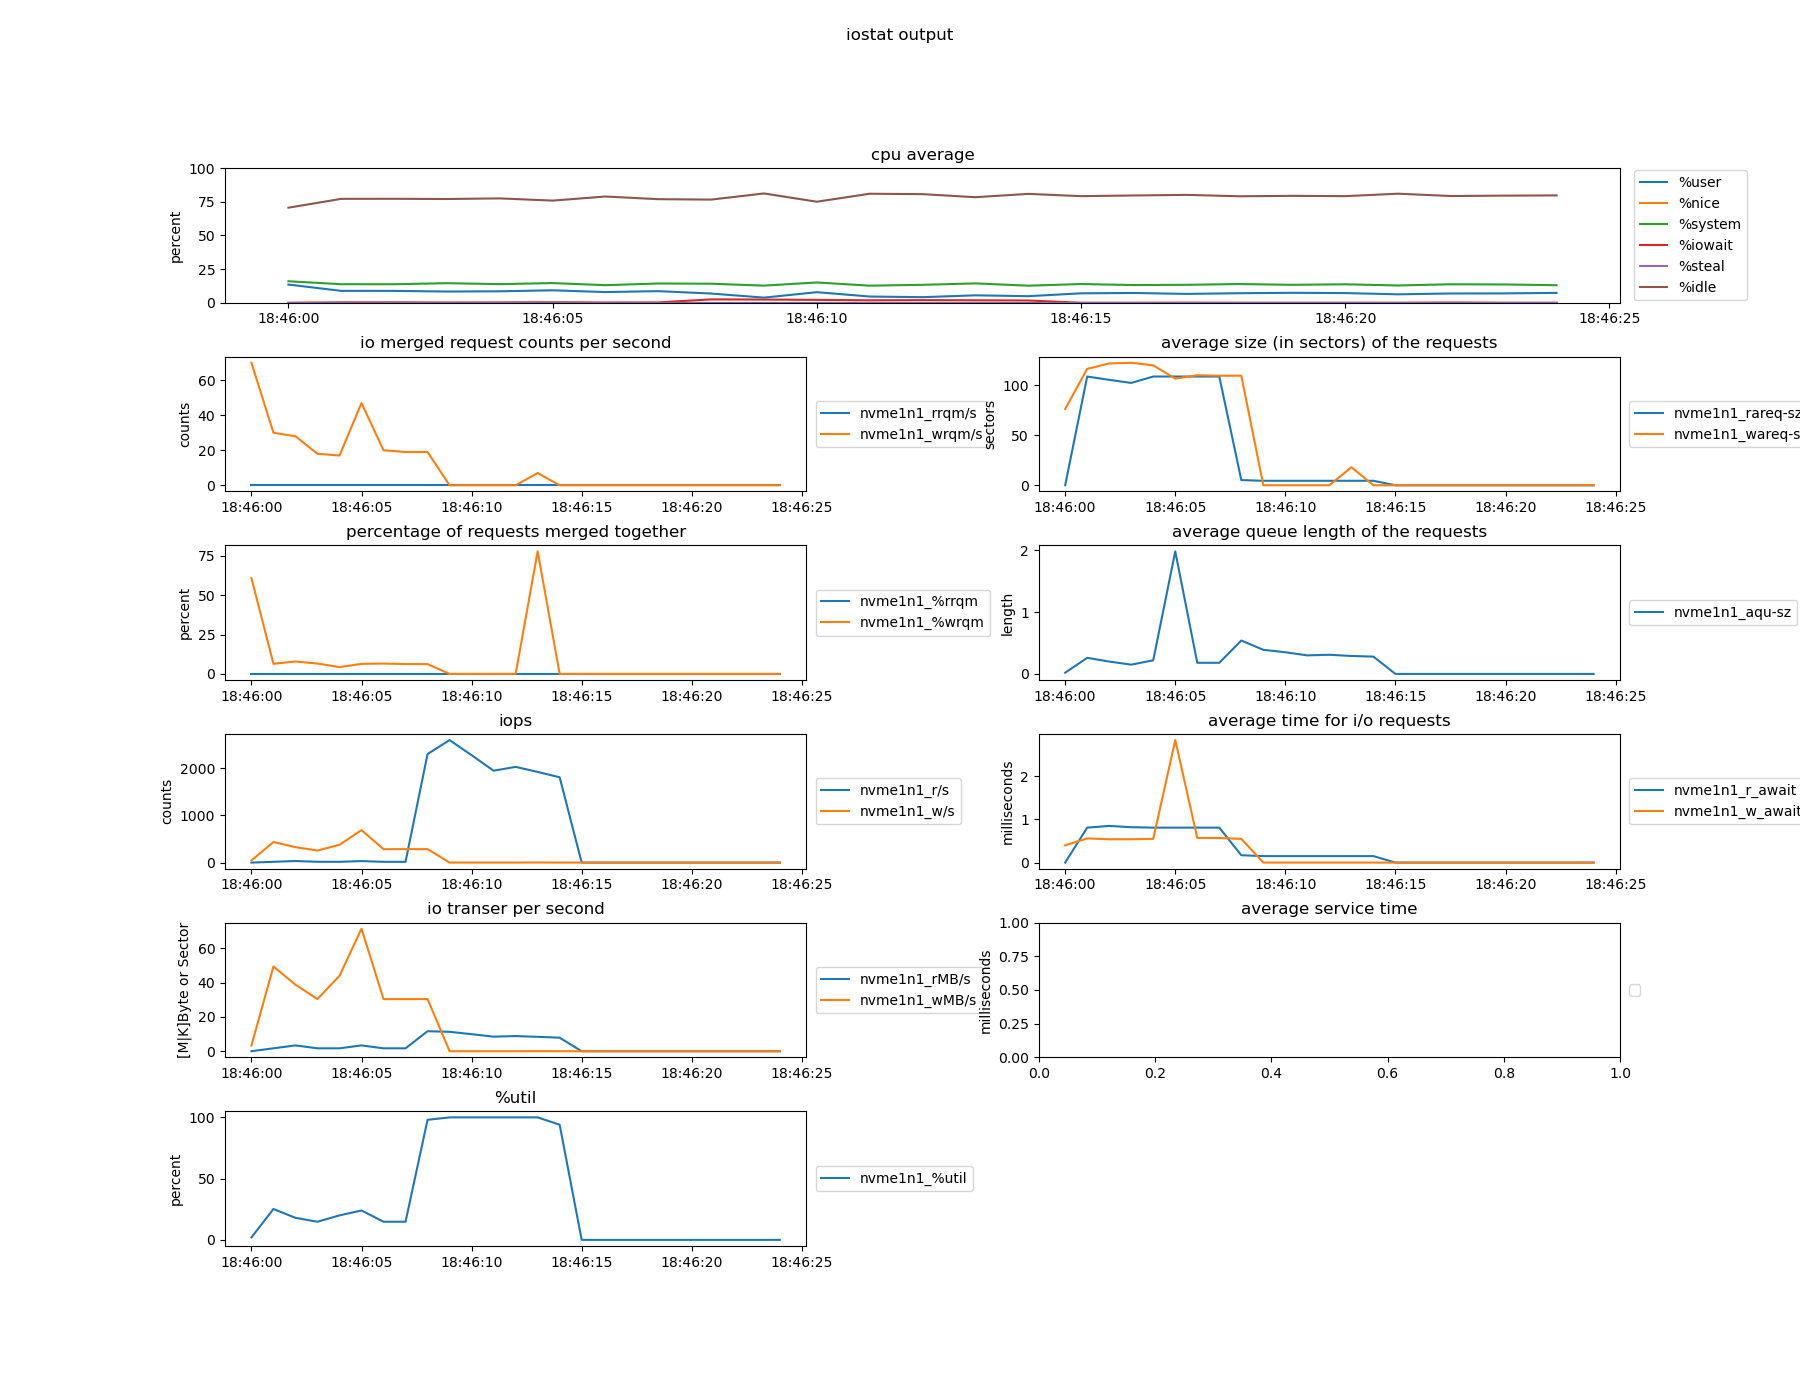 iostat output
cpu average
percent
100
75
50
25
0
18:46:00 18:46:05 18:46:10 18:46:15 18:46:20 18:46:25
%user
%nice
%system
%iowait
%steal
%idle
io merged request counts per second
counts
60
40
20
0
18:46:00 18:46:05 18:46:10 18:46:15 18:46:20 18:46:25
nvme1n1_rrqm/s
nvme1n1_wrqm/s
average size (in sectors) of the requests
sectors
100
50
0
18:46:00 18:46:05 18:46:10 18:46:15 18:46:20 18:46:25
nvme1n1_rareq-sz
nvme1n1_wareq-s
percentage of requests merged together
percent
75
50
25
0
18:46:00 18:46:05 18:46:10 18:46:15 18:46:20 18:46:25
nvme1n1_%rrqm
nvme1n1_%wrqm
average queue length of the requests
length
2
1
0
18:46:00 18:46:05 18:46:10 18:46:15 18:46:20 18:46:25
nvme1n1_aqu-sz
iops
counts
2000
1000
0
18:46:00 18:46:05 18:46:10 18:46:15 18:46:20 18:46:25
nvme1n1_r/s
nvme1n1_w/s
average time for i/o requests
milliseconds
2
1
0
18:46:00 18:46:05 18:46:10 18:46:15 18:46:20 18:46:25
nvme1n1_r_await
nvme1n1_w_await
io transer per second
[M|K]Byte or Sector
60
40
20
0
18:46:00 18:46:05 18:46:10 18:46:15 18:46:20 18:46:25
nvme1n1_rMB/s
nvme1n1_wMB/s
average service time
milliseconds
1.00
0.75
0.50
0.25
0.00
0.0 0.2 0.4 0.6 0.8 1.0
%util
percent
100
50
0
18:46:00 18:46:05 18:46:10 18:46:15 18:46:20 18:46:25
nvme1n1_%util